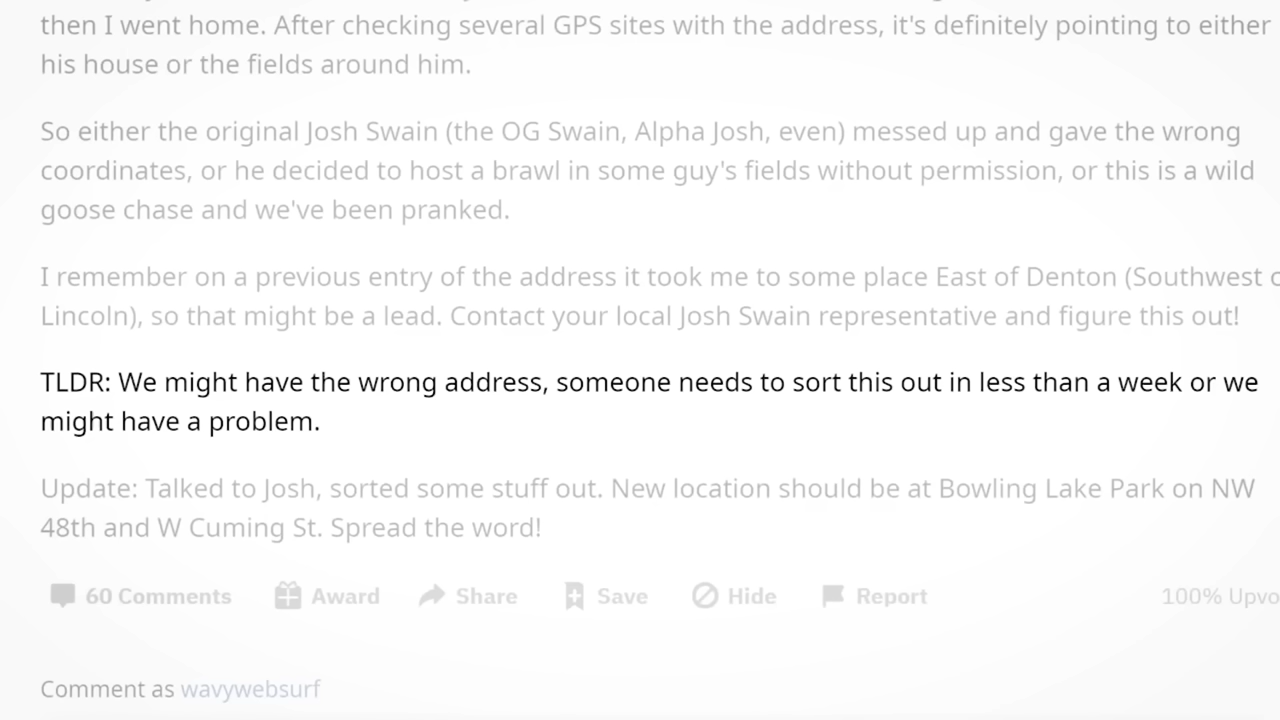 then I went home. After checking several GPS sites with the address, it's definitely pointing to either
his house or the fields around him.
So either the original Josh Swain (the OG Swain, Alpha Josh, even) messed up and gave the wrong
coordinates, or he decided to host a brawl in some guy's fields without permission, or this is a wild
goose chase and we've been pranked.
I remember on a previous entry of the address it took me to some place East of Denton (Southwest
Lincoln), so that might be a lead. Contact your local Josh Swain representative and figure this out!
TLDR: We might have the wrong address, someone needs to sort this out in less than a week or we
might have a problem.
Update: Talked to Josh, sorted some stuff out. New location should be at Bowling Lake Park on NW
48th and W Cuming St. Spread the word!
60 Comments Award Share Save Hide Report 100%
Comment as wavywebsurf